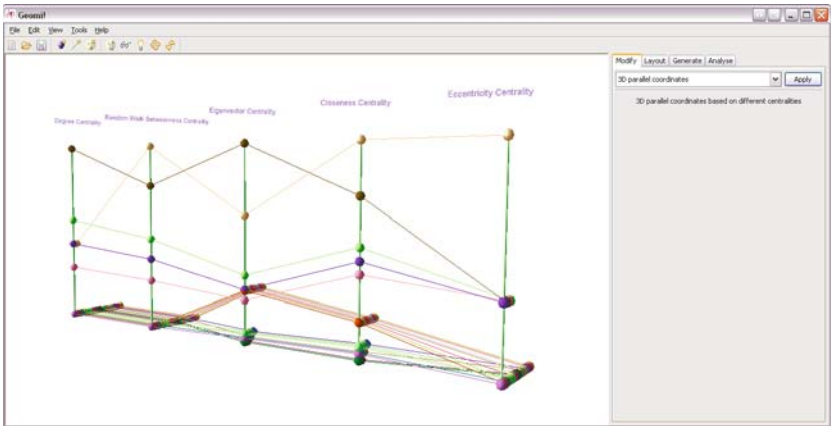 Geomi!
File Edit View Tools Help
Modify Layout Generate Analyse
3D parallel coordinates Apply
3D parallel coordinates based on different centralities
Degree Centrality Random Walk Betweenness Centrality Eigenvector Centrality Closeness Centrality Eccentricity Centrality